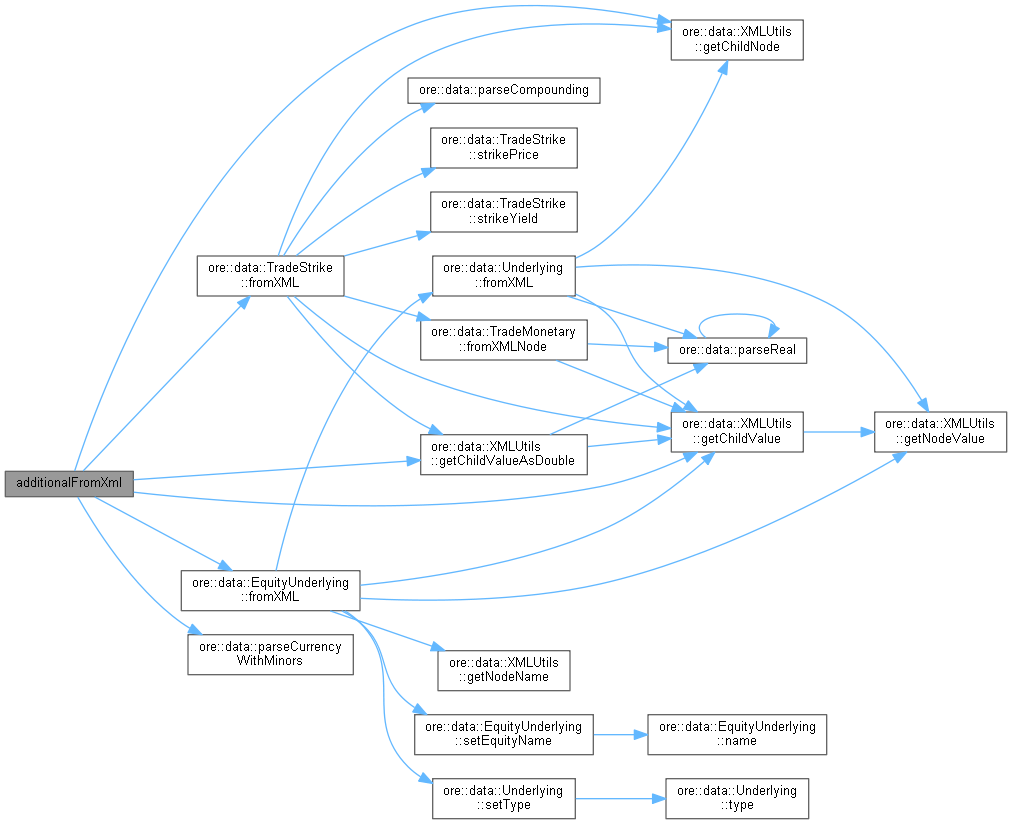 ore::data::XMLUtils
::getChildNode
ore::data::parseCompounding
ore::data::TradeStrike
::strikePrice
ore::data::TradeStrike
::strikeYield
ore::data::TradeStrike
::fromXML
ore::data::Underlying
::fromXML
ore::data::TradeMonetary
::fromXMLNode
ore::data::parseReal
ore::data::XMLUtils
::getChildValue
ore::data::XMLUtils
::getNodeValue
ore::data::XMLUtils
::getChildValueAsDouble
additionalFromXml
ore::data::EquityUnderlying
::fromXML
ore::data::parseCurrency
WithMinors
ore::data::XMLUtils
::getNodeName
ore::data::EquityUnderlying
::setEquityName
ore::data::EquityUnderlying
::name
ore::data::Underlying
::setType
ore::data::Underlying
::type